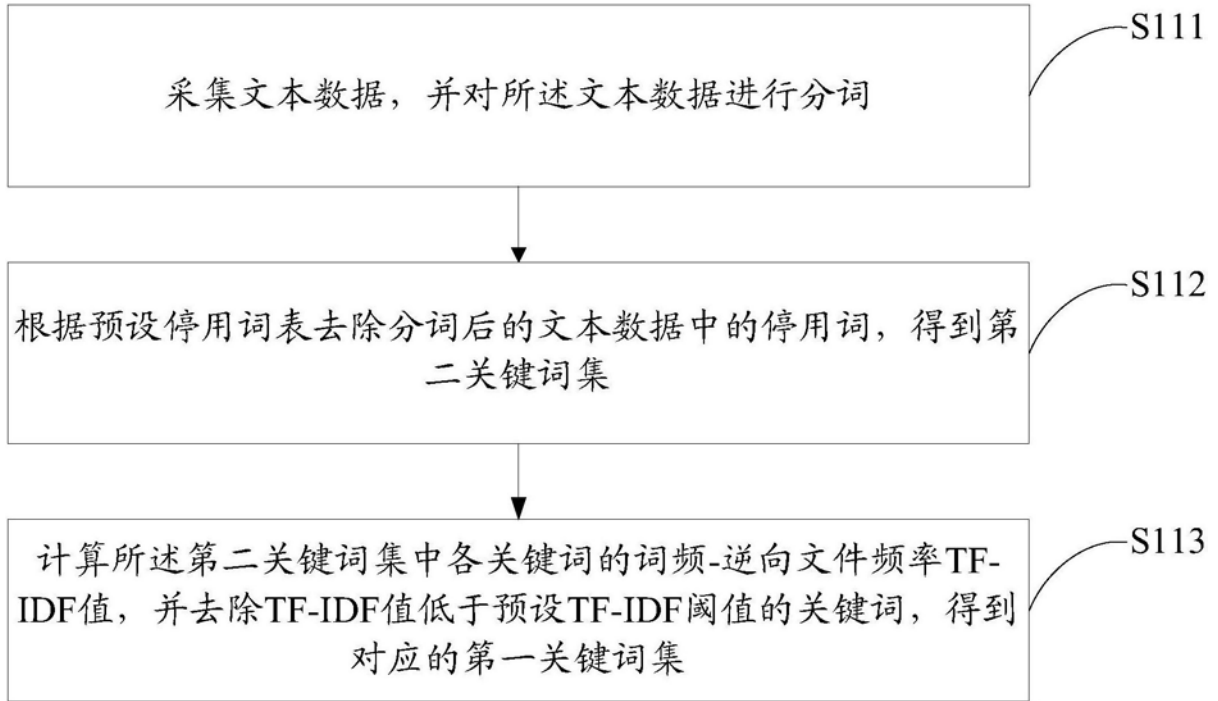 S111
采集文本数据，并对所述文本数据进行分词
S112
根据预设停用词表去除分词后的文本数据中的停用词，得到第
二关键词集
S113
计算所述第二关键词集中各关键词的词频-逆向文件频率TF-
IDF值，并去除TF-IDF值低于预设TF-IDF阈值的关键词，得到
对应的第一关键词集